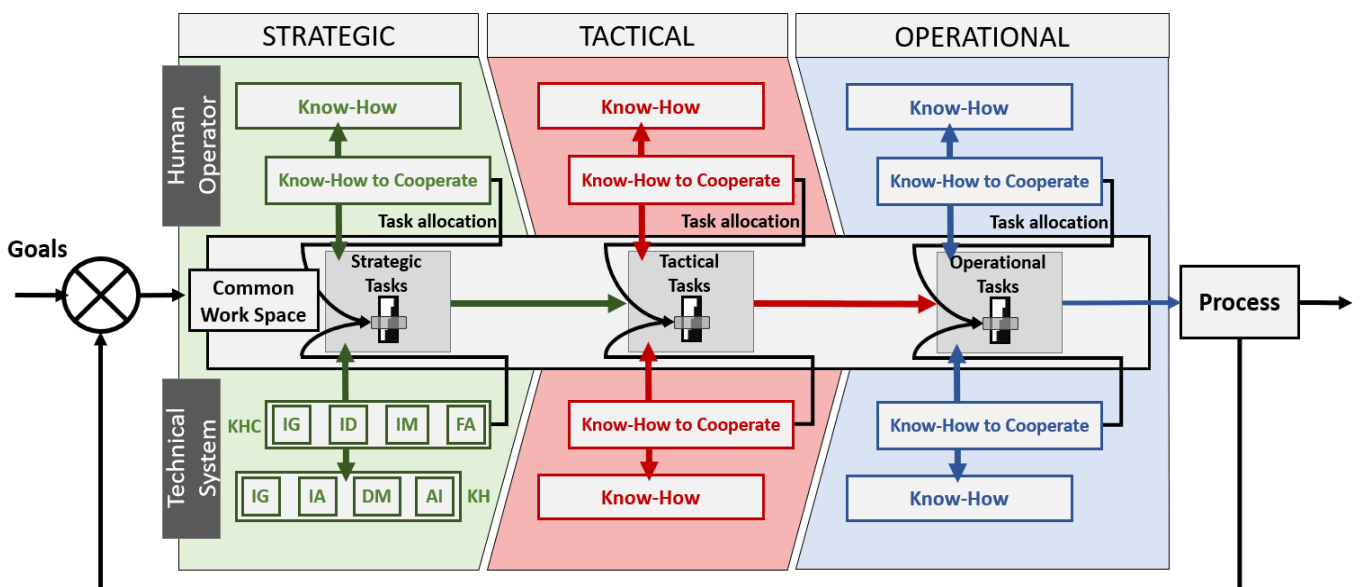 STRATEGIC
TACTICAL
OPERATIONAL
Human
Operator
Know-How
Know-How
Know-How
Know-How to Cooperate
Know-How to Cooperate
Know-How to Cooperate
Task allocation
Task allocation
Task allocation
Goals
Common
Work Space
Strategic
Tasks
Tactical
Tasks
Operational
Tasks
Process
Technical
System
KHC
IG
ID
IM
FA
Know-How to Cooperate
Know-How to Cooperate
IG
IA
DM
AI
KH
Know-How
Know-How